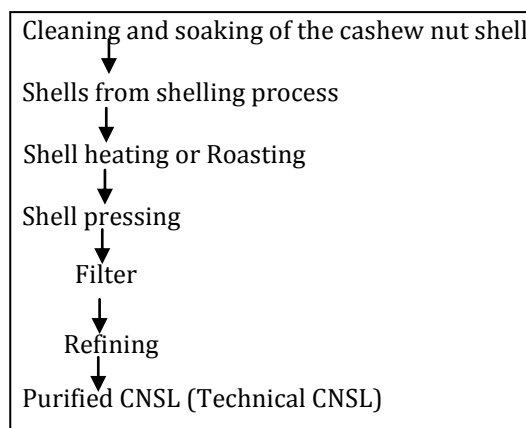 Cleaning and soaking of the cashew nut shell
Shells from shelling process
Shell heating or Roasting
Shell pressing
Filter
Refining
Purified CNSL (Technical CNSL)